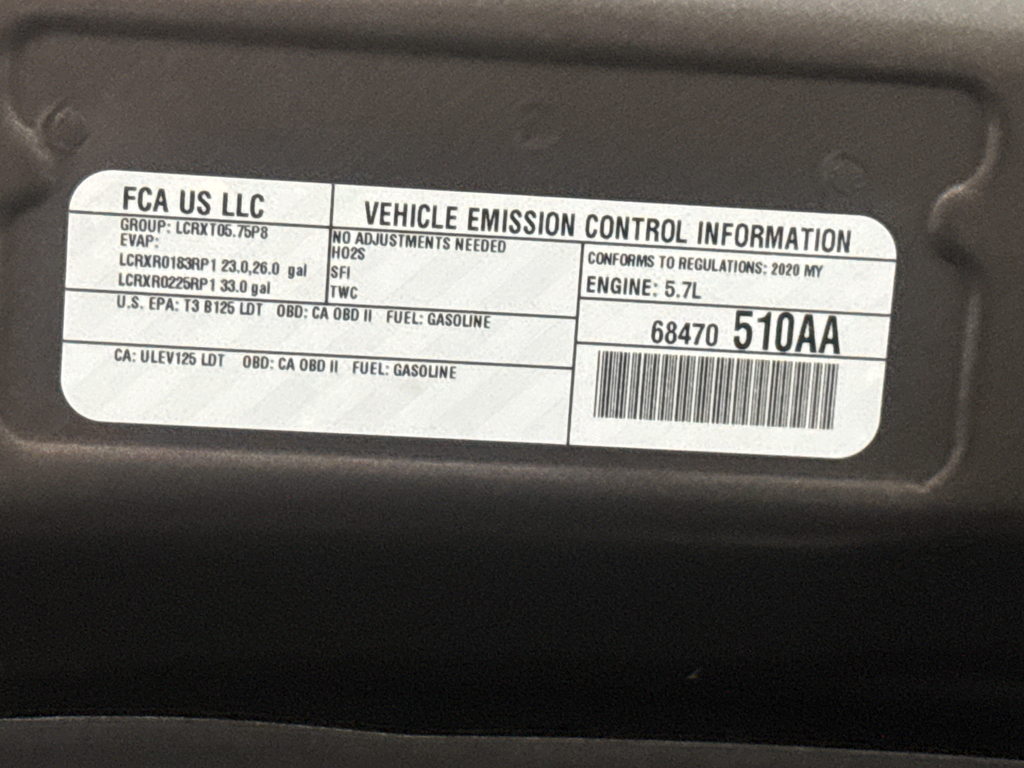 FCA US LLC
VEHICLE EMISSION CONTROL INFORMATION
GROUP: LCRXT05.75P8
EVAP:
LCRXR0183RP1 23.0,26.0 gal
LCRXR0225RP1 33.0 gal
NO ADJUSTMENTS NEEDED
HO2S
SFI
TWC
CONFORMS TO REGULATIONS: 2020 MY
ENGINE: 5.7L
U.S. EPA: T3 B125 LDT OBD: CA OBD II FUEL: GASOLINE
68470 510AA
CA: ULEV125 LDT OBD: CA OBD II FUEL: GASOLINE